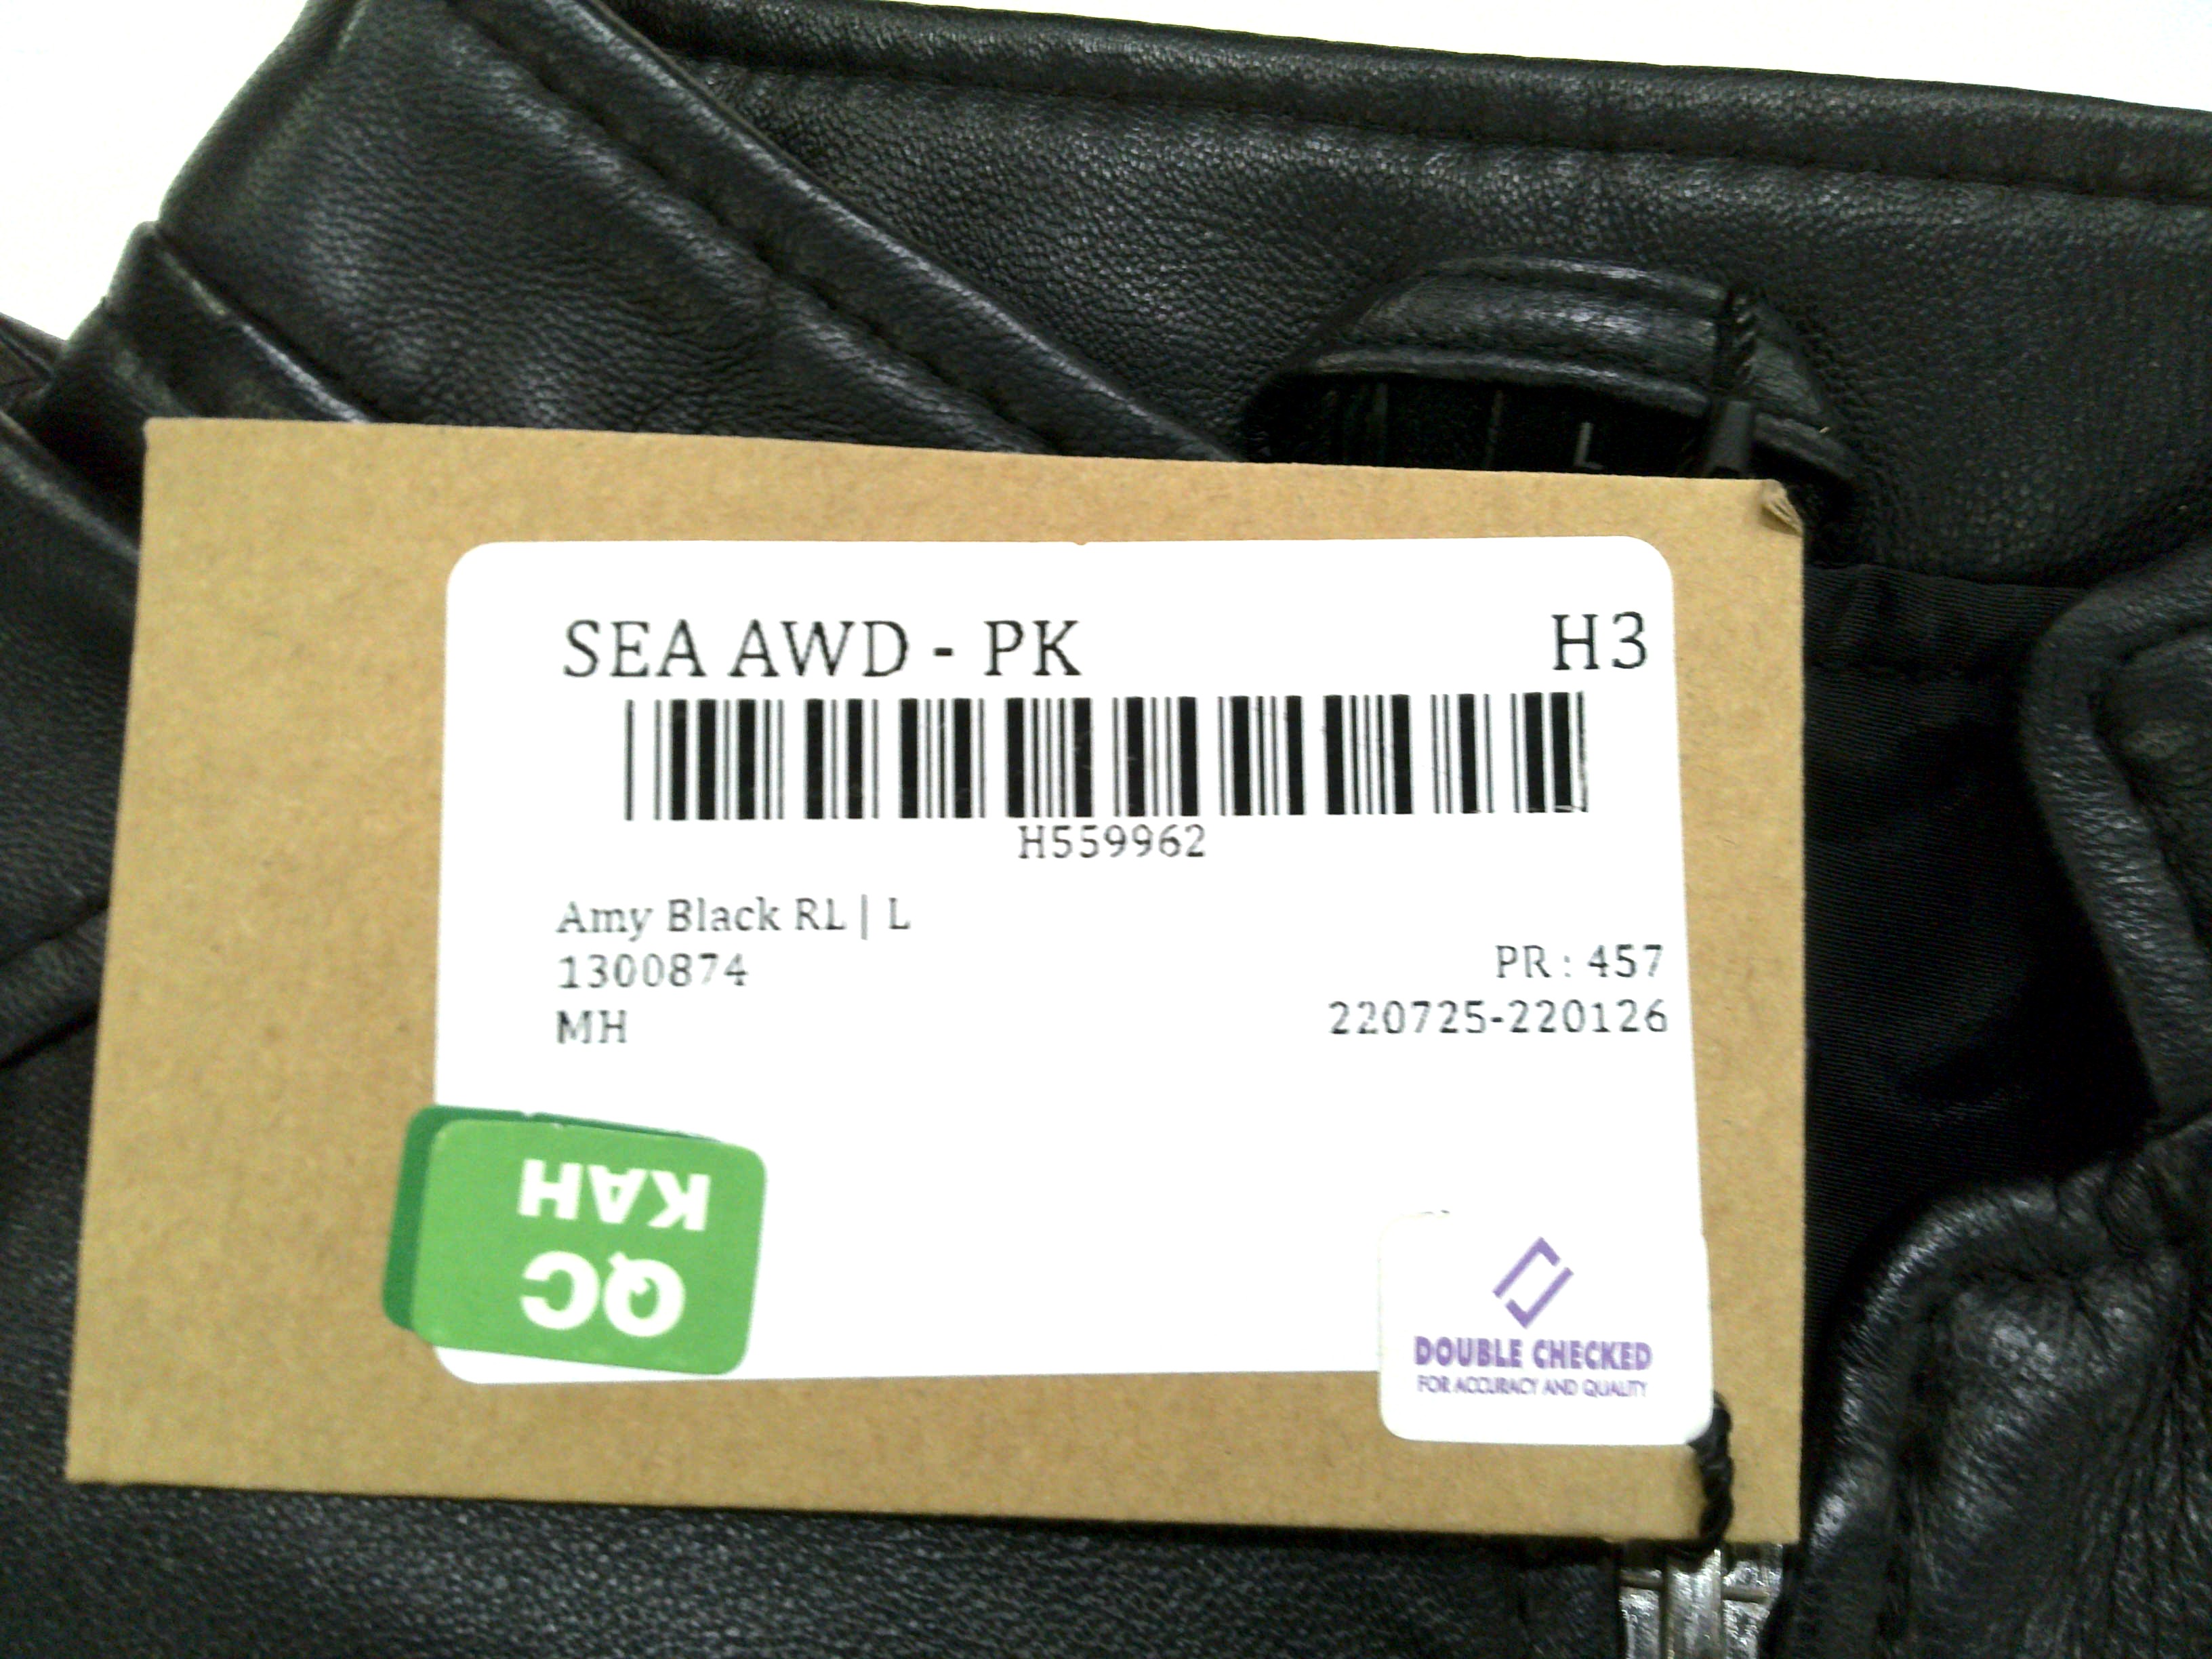 SEA AWD - PK H3
H559962
Amy Black RL | L
1300874
PR : 457
MH
220725-220126
QC
KAH
DOUBLE CHECKED
FOR ACCURACY AND QUALITY
L